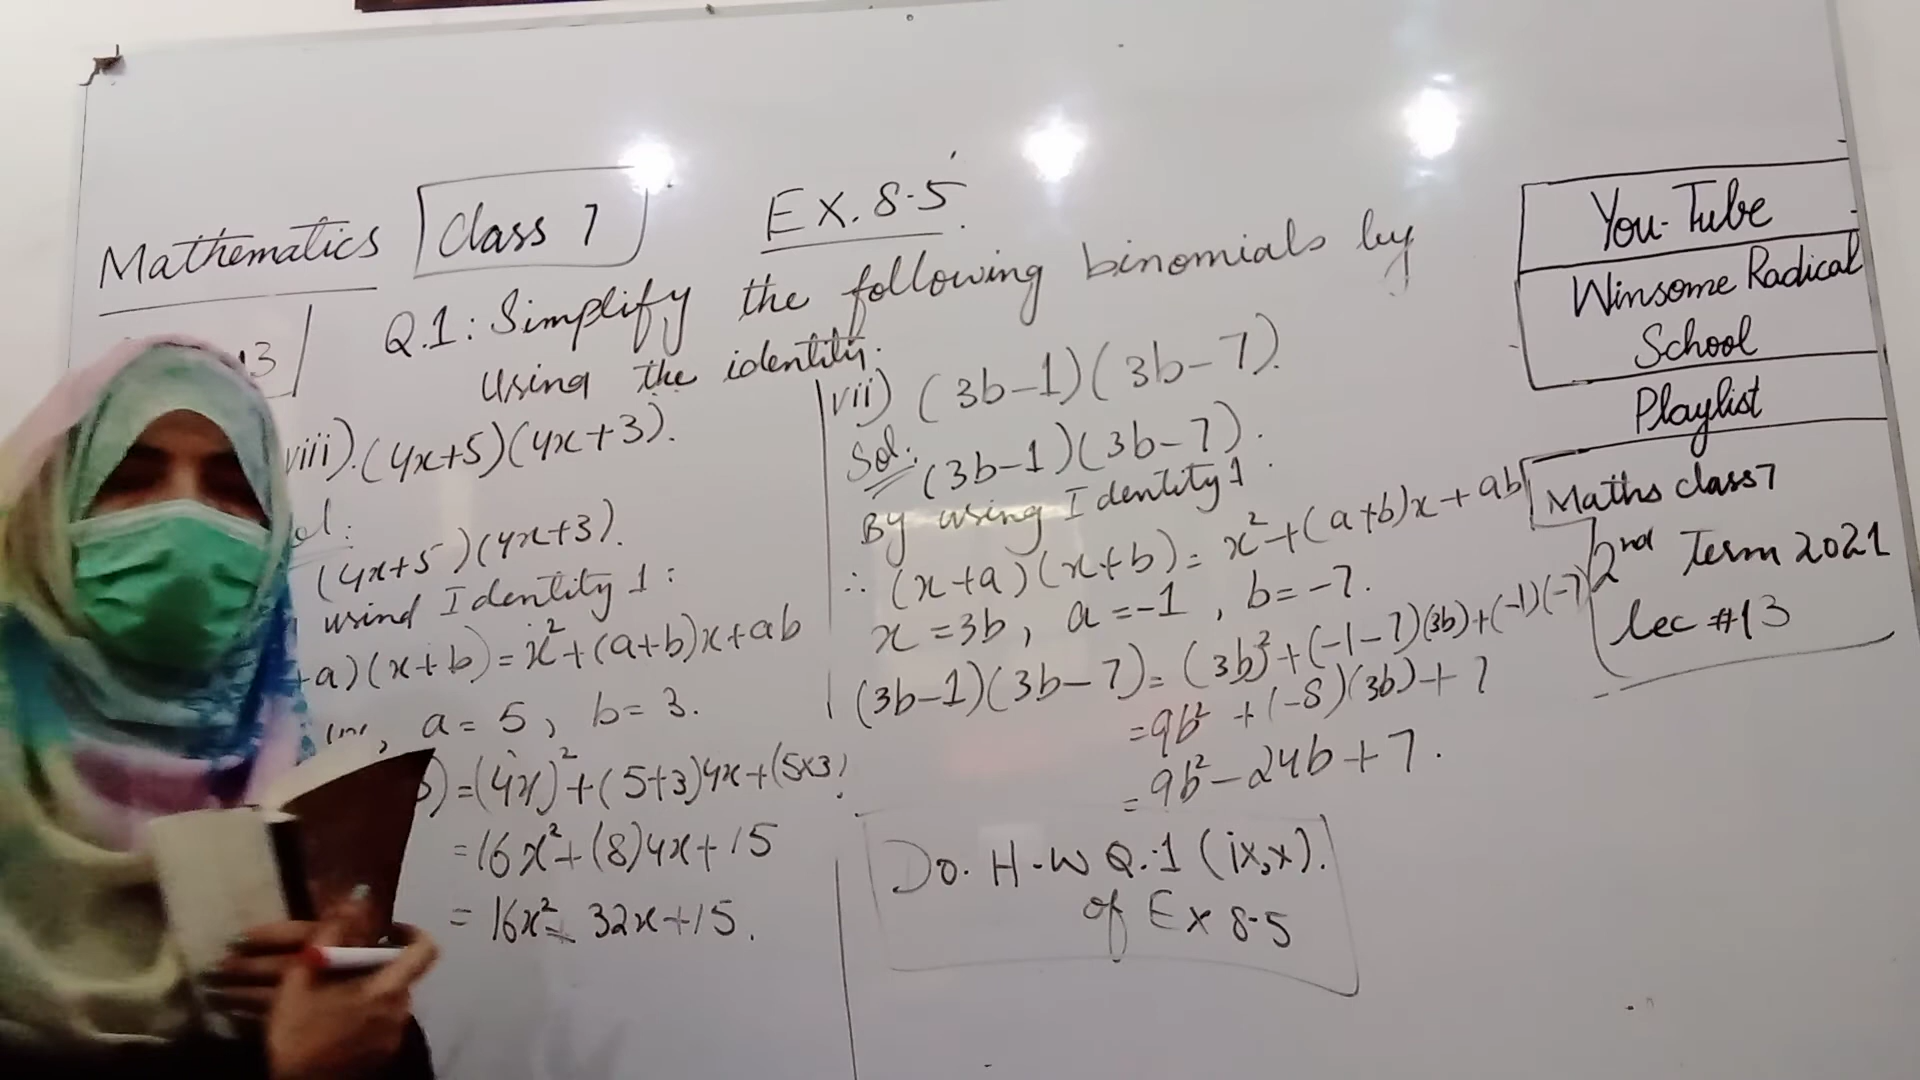 Mathematics Class 7 EX. 8.5
Q.1: Simplify the following binomials by
using the identity.
viii). (4x+5)(4x+3).
(4x+5)(4x+3).
usind Identity 1:
+a)(x+b)=x²+(a+b)x+ab
, a=5, b=3.
)=(4x)²+(5+3)4x+(5×3)
=16x²+(8)4x+15
=16x²- 32x+15.
vii) (3b-1)(3b-7).
Sol:
(3b-1)(3b-7).
By using Identity 1.
∴ (x+a)(x+b)=x²+(a+b)x+ab
x=3b, a=-1, b=-7.
(3b-1)(3b-7)=(3b)²+(-1-7)(3b)+(-1)(-7)
=9b²+(-8)(3b)+7
=9b²-24b+7.
Do. H-W Q.1 (ix,x).
of Ex 8.5
You-Tube
Winsome Radical
School
Playlist
Maths class 7
2nd Term 2021
Lec #13